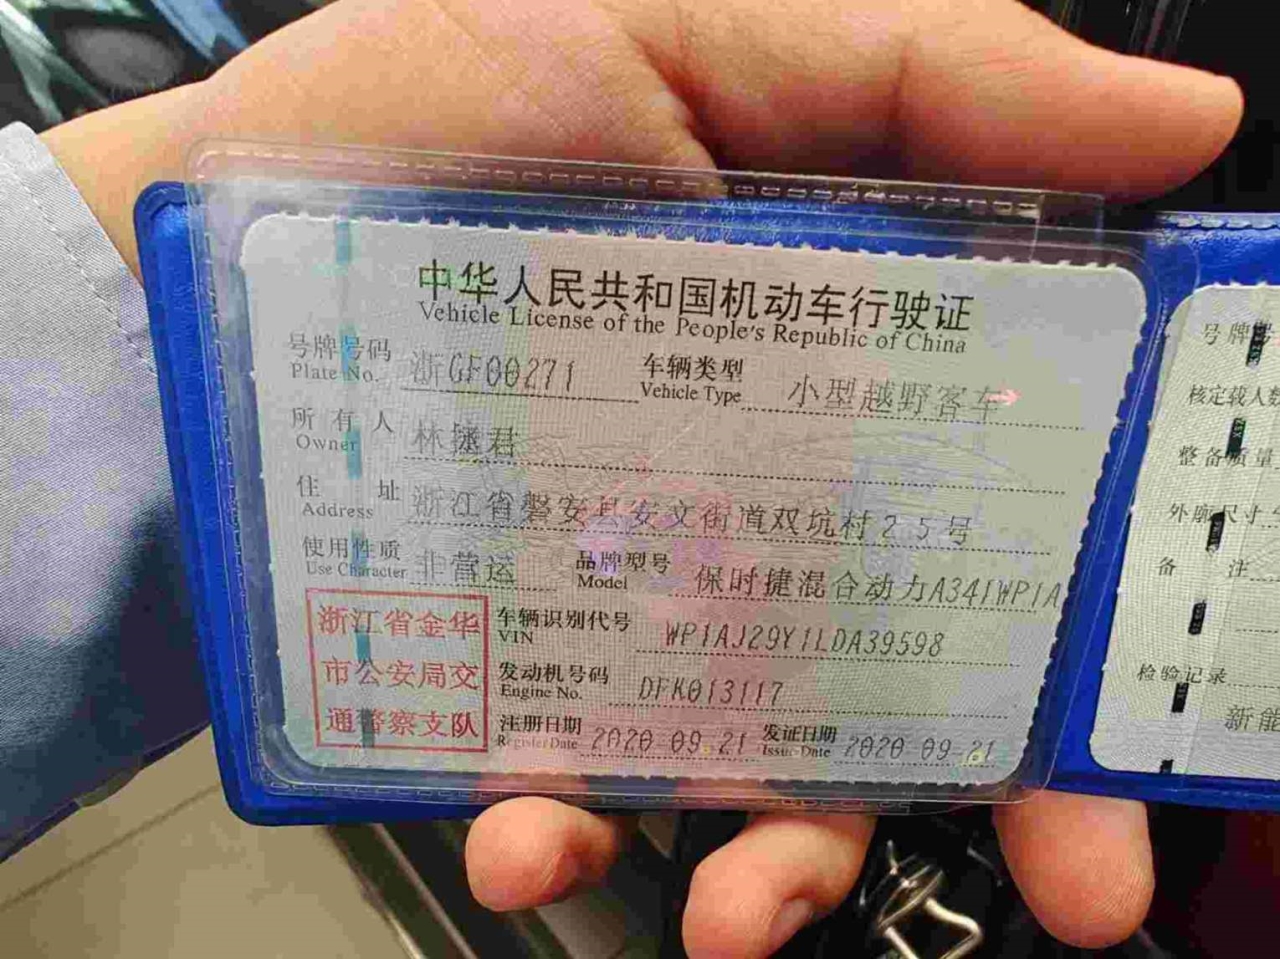 中华人民共和国机动车行驶证
Vehicle License of the People's Republic of China
号牌号码 浙GF00271 车辆类型 小型越野客车
Plate No. Vehicle Type
所有人 林拯君
Owner
住址 浙江省磐安县安文街道双坑村25号
Address
使用性质 非营运 品牌型号 保时捷混合动力A341WP1A
Use Character Model
浙江省金华
市公安局交
通警察支队
车辆识别代号 WP1AJ29Y1LDA39598
VIN
发动机号码 DFK013117
Engine No.
注册日期 2020-09-21 发证日期 2020-09-21
Register Date Issue Date
号牌号
核定载人数
整备质量
外廓尺寸
备注
检验记录
新能